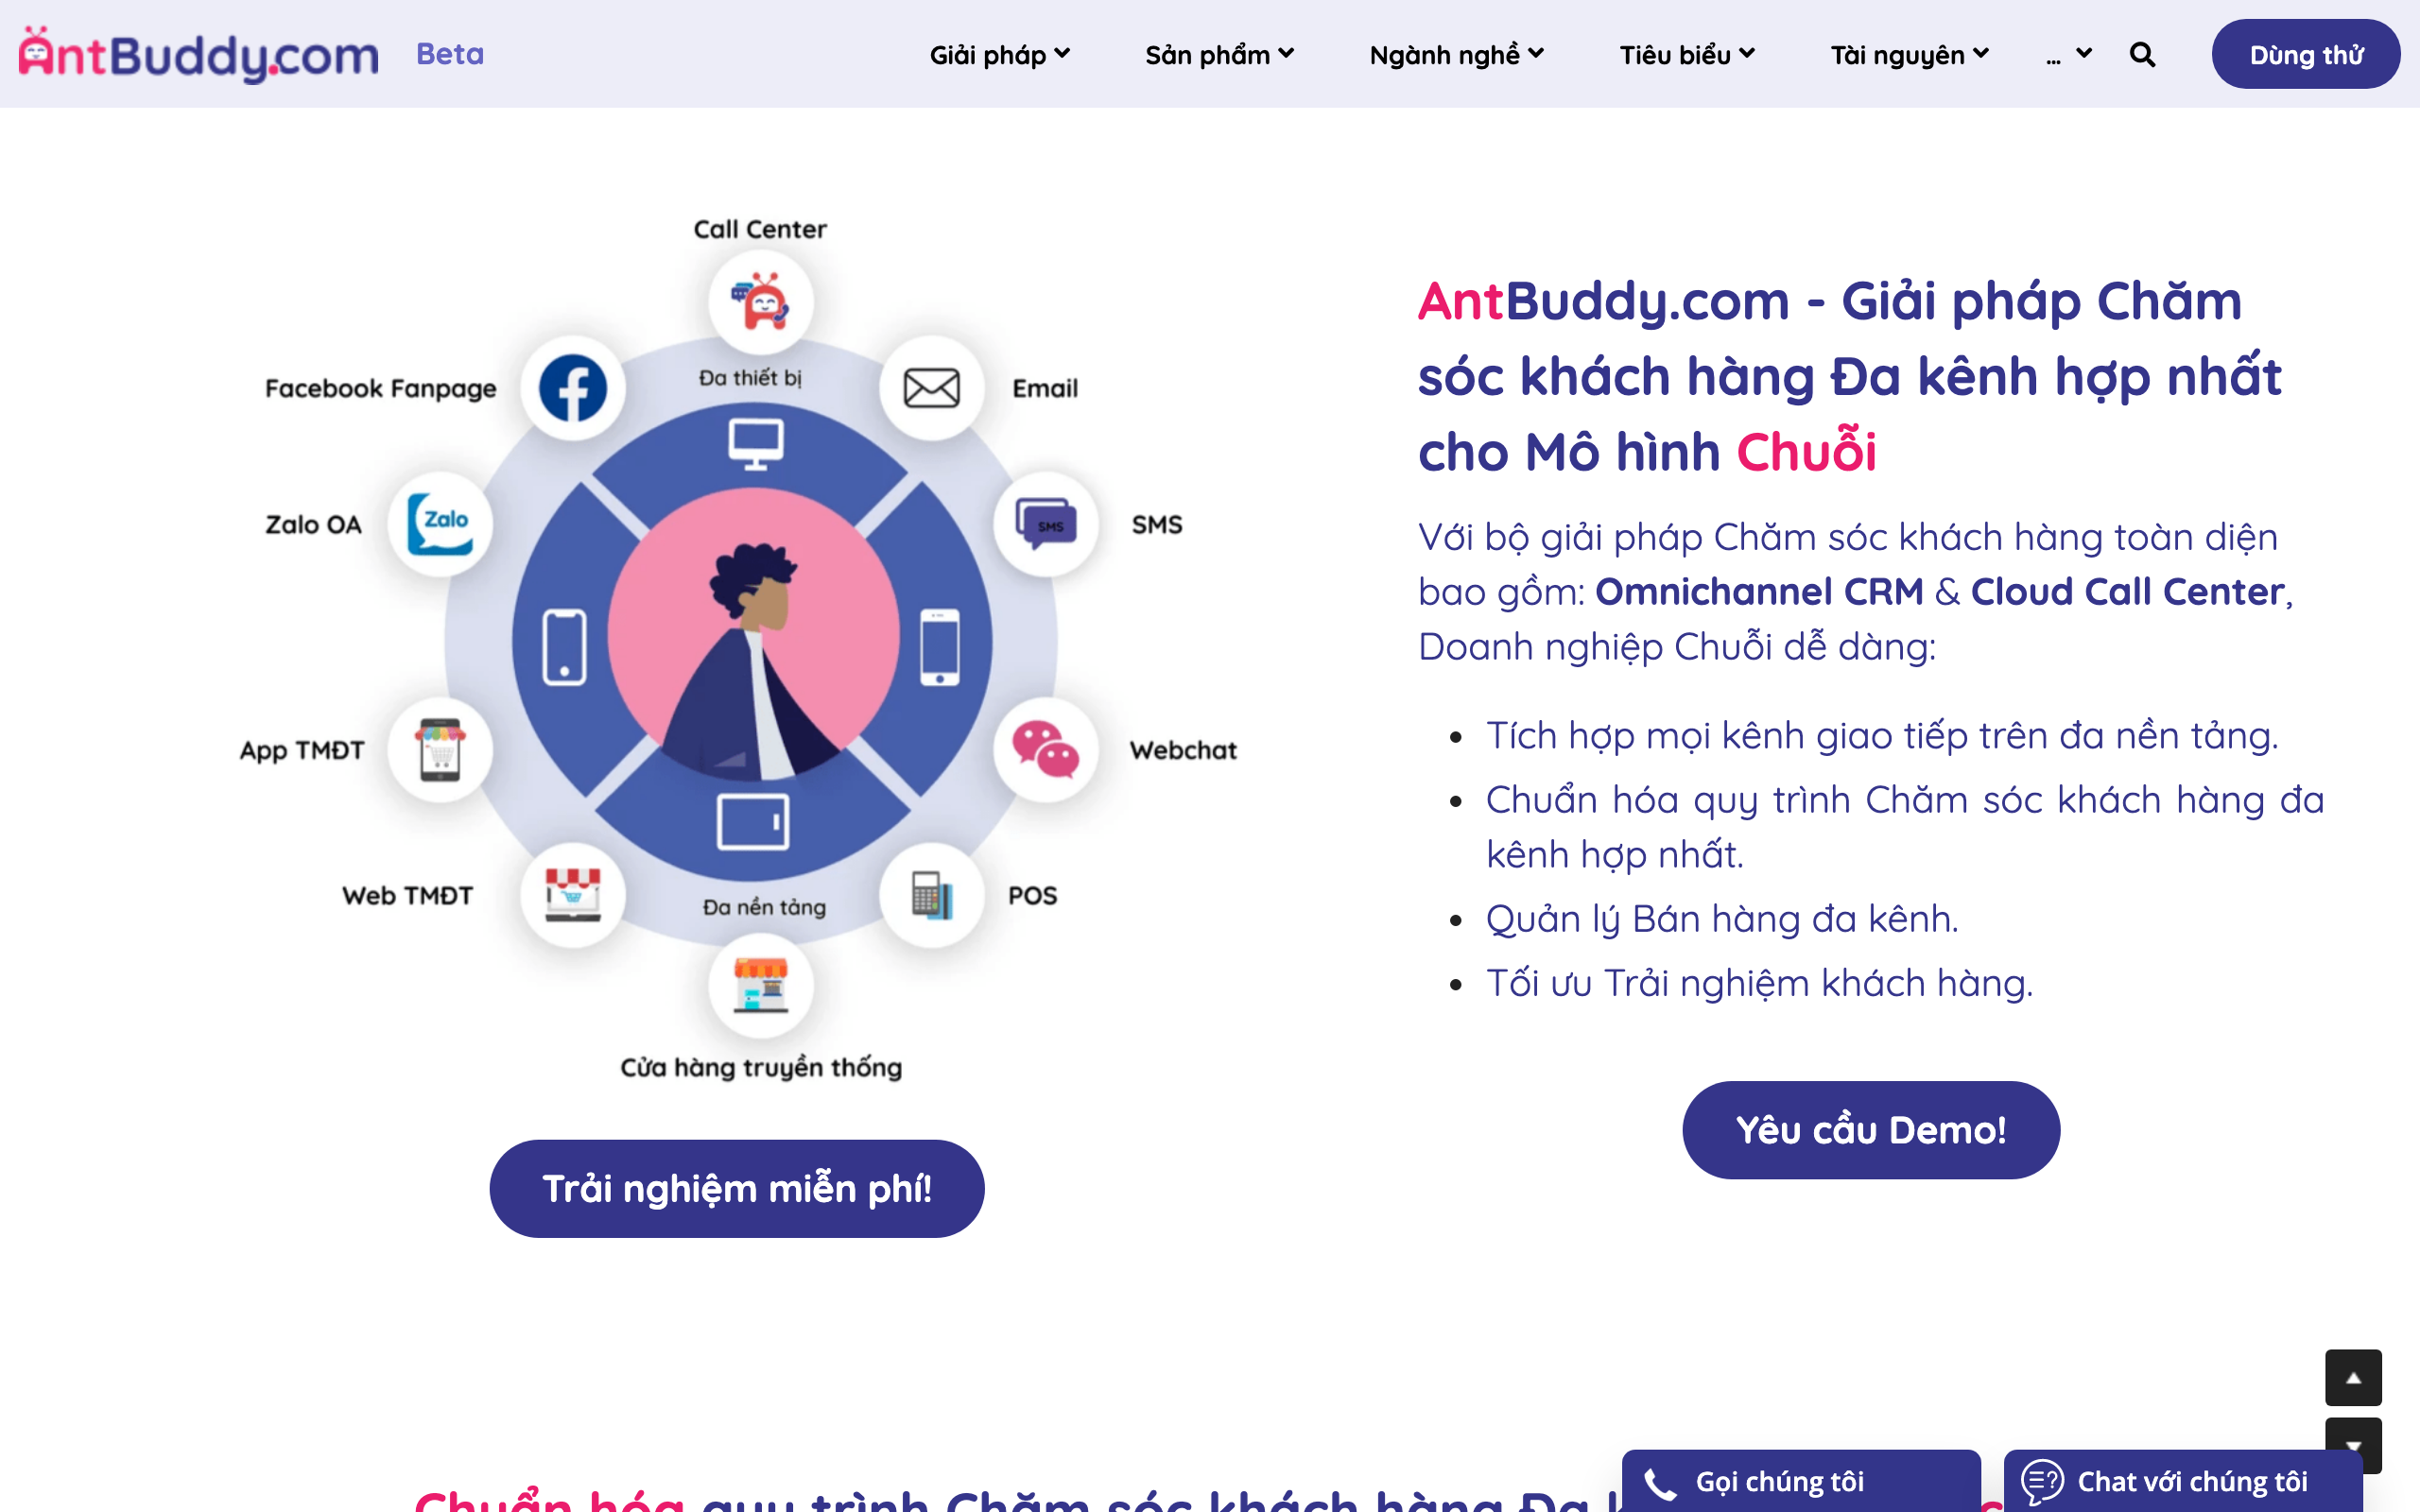 AntBuddy.com Beta
Giải pháp
Sản phẩm
Ngành nghề
Tiêu biểu
Tài nguyên
...
Dùng thử
Call Center
Đa thiết bị
Facebook Fanpage
Email
Zalo OA
Zalo
SMS
SMS
App TMĐT
Webchat
Web TMĐT
POS
Đa nền tảng
Cửa hàng truyền thống
Trải nghiệm miễn phí!
AntBuddy.com - Giải pháp Chăm
sóc khách hàng Đa kênh hợp nhất
cho Mô hình Chuỗi
Với bộ giải pháp Chăm sóc khách hàng toàn diện
bao gồm: Omnichannel CRM & Cloud Call Center,
Doanh nghiệp Chuỗi dễ dàng:
Tích hợp mọi kênh giao tiếp trên đa nền tảng.
Chuẩn hóa quy trình Chăm sóc khách hàng đa
kênh hợp nhất.
Quản lý Bán hàng đa kênh.
Tối ưu Trải nghiệm khách hàng.
Yêu cầu Demo!
Chuẩn hóa quy trình Chăm sóc khách hàng Đa
Gọi chúng tôi
Chat với chúng tôi